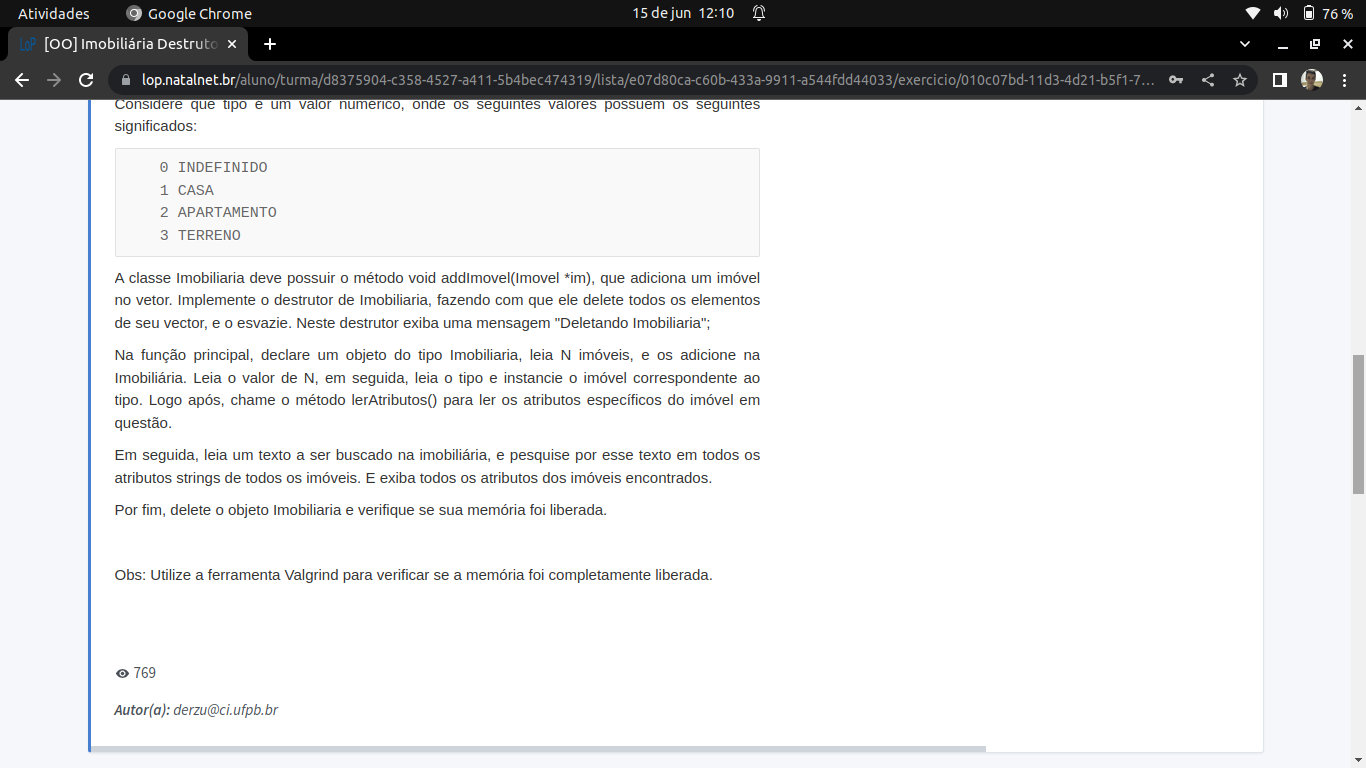 Atividades
Google Chrome
15 de jun 12:10
76 %
[OO] Imobiliária Destruto
lop.natalnet.br/aluno/turma/d8375904-c358-4527-a411-5b4bec474319/lista/e07d80ca-c60b-433a-9911-a544fdd44033/exercicio/010c07bd-11d3-4d21-b5f1-7...
Considere que tipo é um valor numérico, onde os seguintes valores possuem os seguintes
significados:
0 INDEFINIDO
1 CASA
2 APARTAMENTO
3 TERRENO
A classe Imobiliaria deve possuir o método void addImovel(Imovel *im), que adiciona um imóvel
no vetor. Implemente o destrutor de Imobiliaria, fazendo com que ele delete todos os elementos
de seu vector, e o esvazie. Neste destrutor exiba uma mensagem "Deletando Imobiliaria";
Na função principal, declare um objeto do tipo Imobiliaria, leia N imóveis, e os adicione na
Imobiliária. Leia o valor de N, em seguida, leia o tipo e instancie o imóvel correspondente ao
tipo. Logo após, chame o método lerAtributos() para ler os atributos específicos do imóvel em
questão.
Em seguida, leia um texto a ser buscado na imobiliária, e pesquise por esse texto em todos os
atributos strings de todos os imóveis. E exiba todos os atributos dos imóveis encontrados.
Por fim, delete o objeto Imobiliaria e verifique se sua memória foi liberada.
Obs: Utilize a ferramenta Valgrind para verificar se a memória foi completamente liberada.
769
Autor(a): derzu@ci.ufpb.br